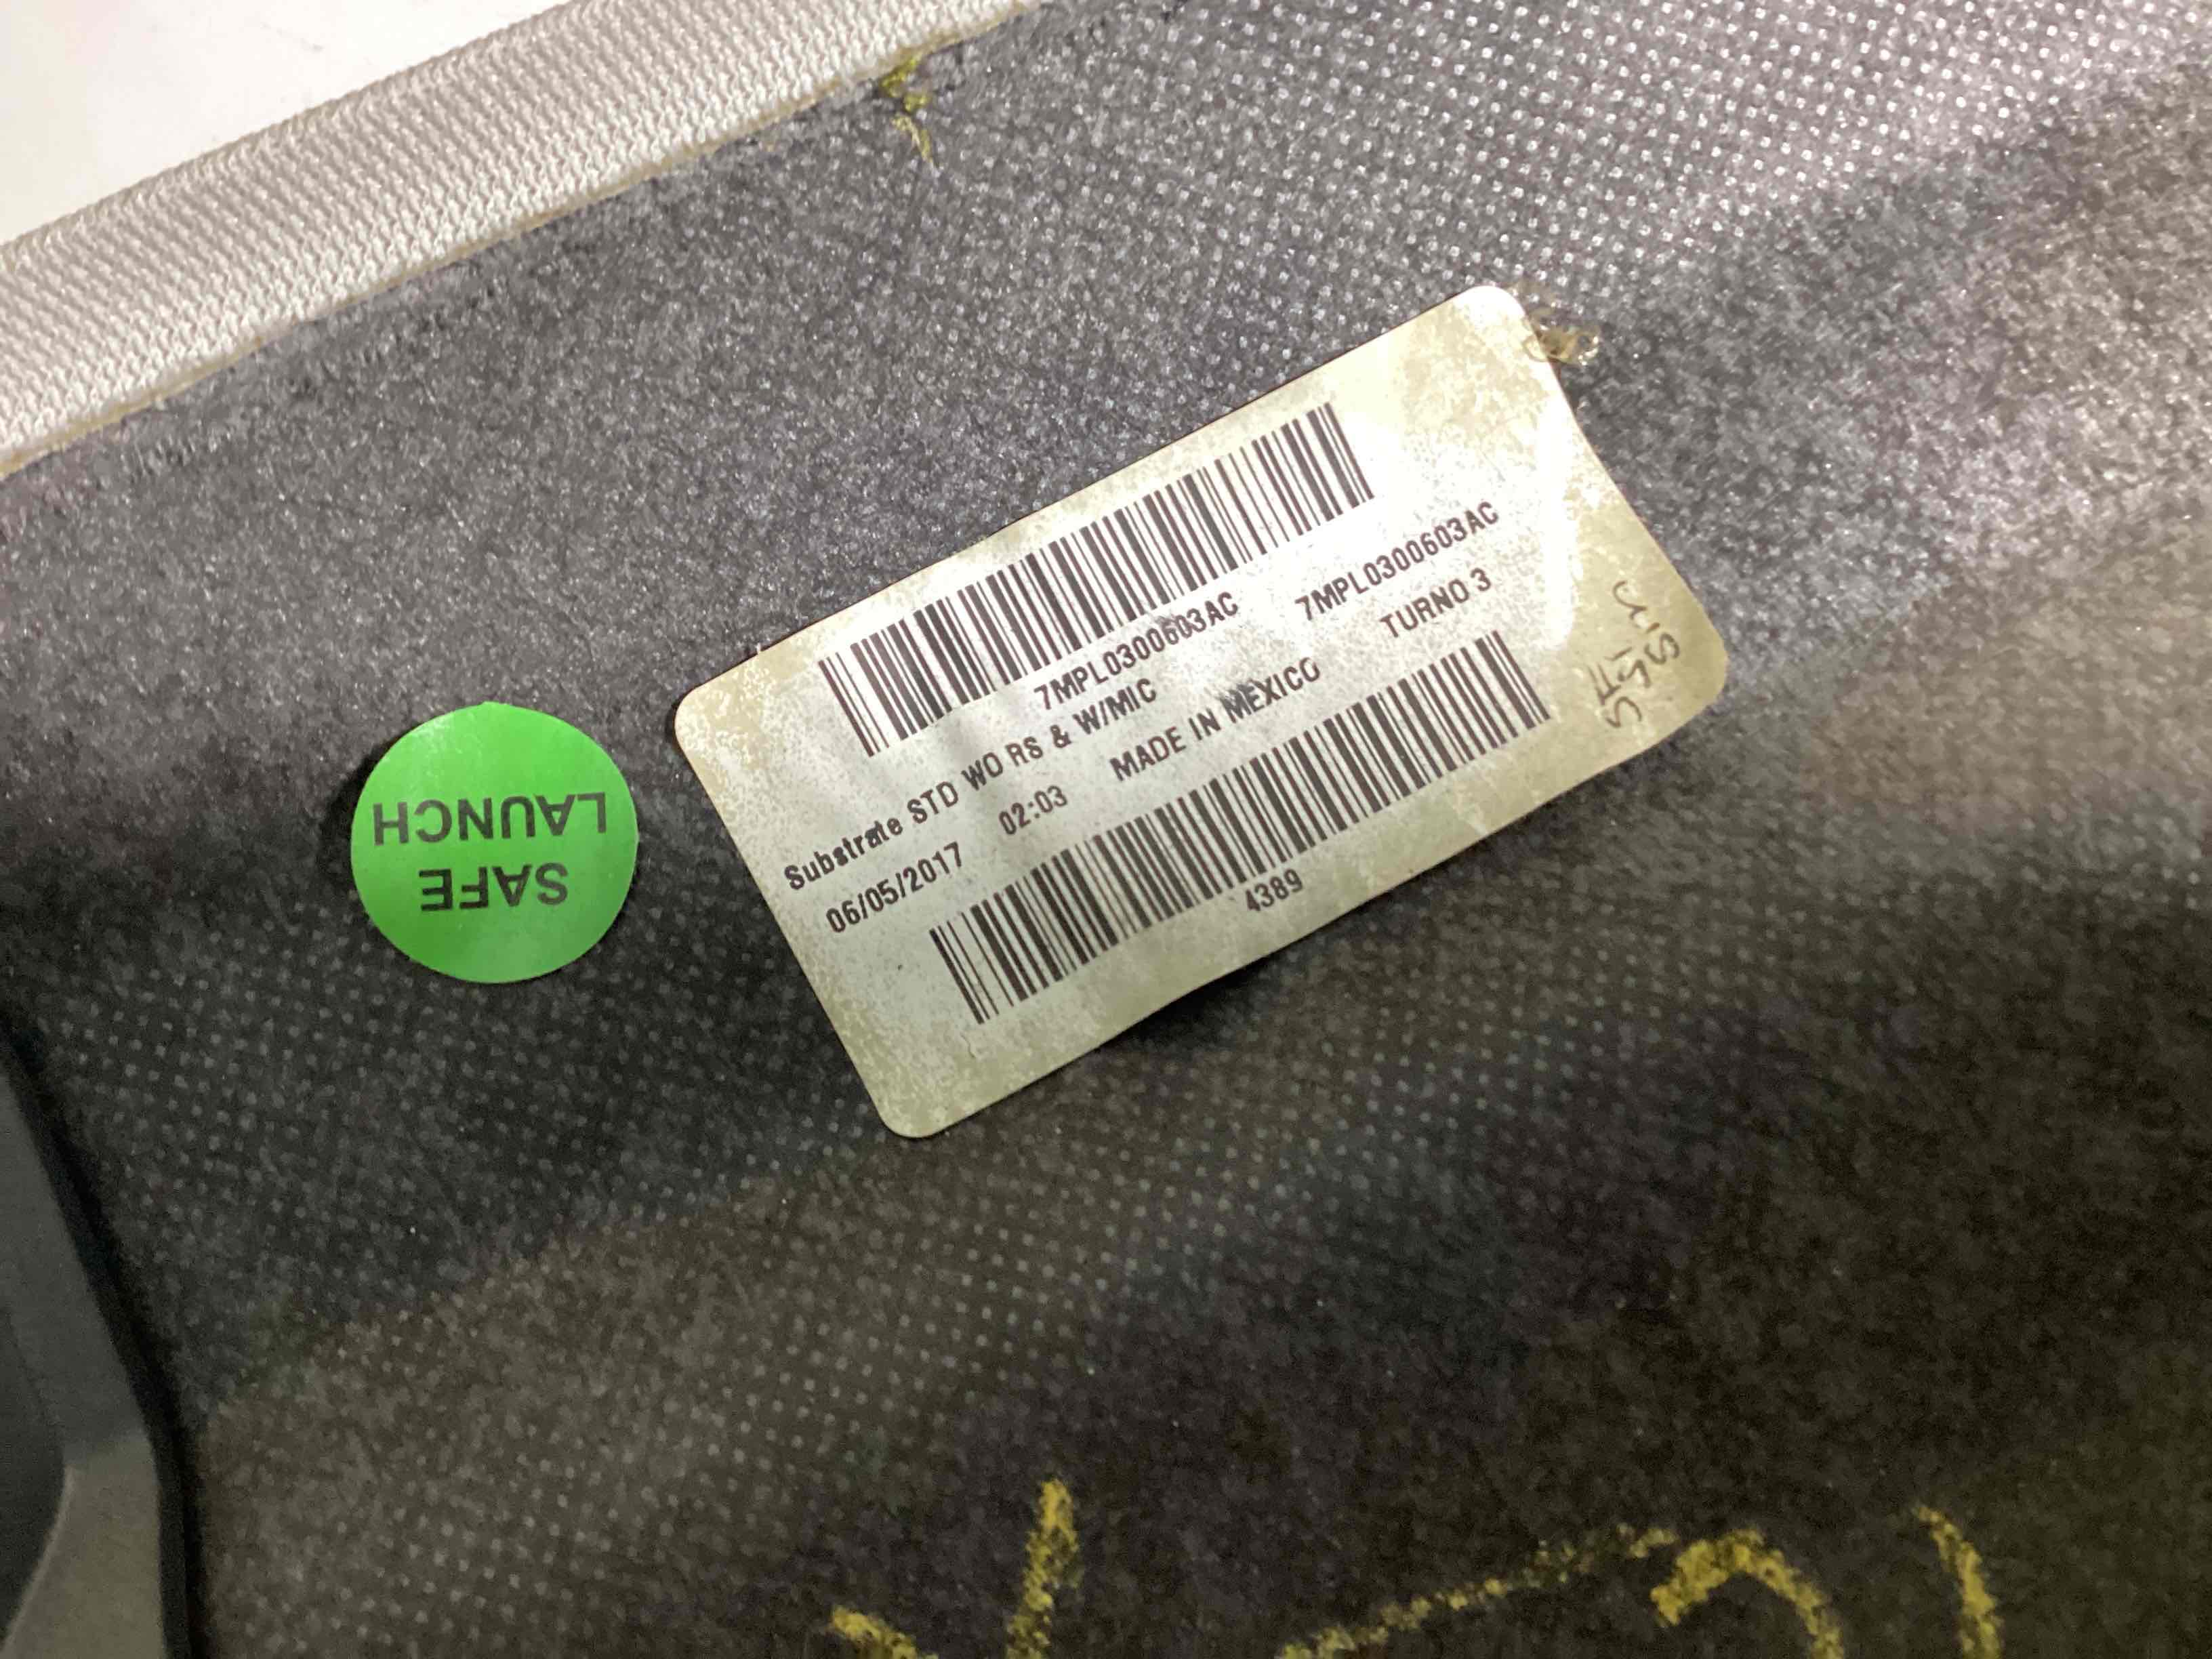 7MPL0300603AC 7MPL0300603AC
Substrate STD WO RS & W/MIC TURNO 3
06/05/2017 02:03 MADE IN MEXICO
4389
SAFE
LAUNCH